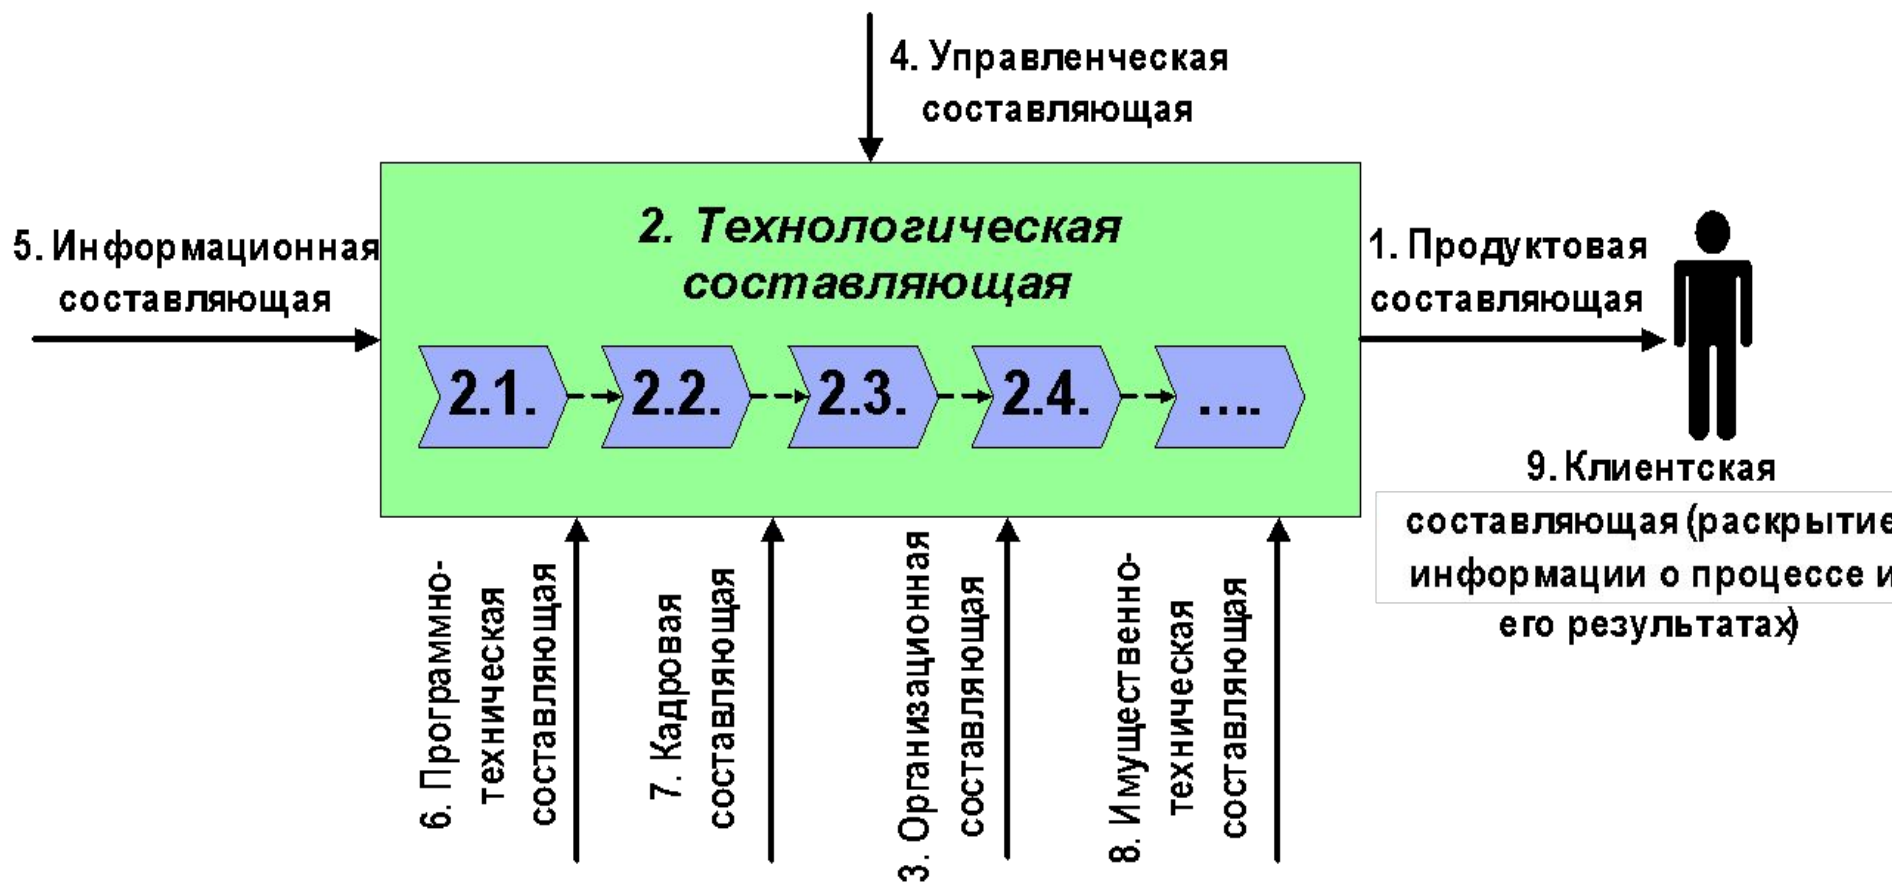 4. Управленческая
составляющая
5. Информационная
составляющая
2. Технологическая
составляющая
1. Продуктовая
составляющая
2.1.
2.2.
2.3.
2.4.
....
9. Клиентская
составляющая (раскрытие
информации о процессе и
его результатах)
6. Программно-
техническая
составляющая
7. Кадровая
составляющая
3. Организационная
составляющая
8. Имущественно-
техническая
составляющая